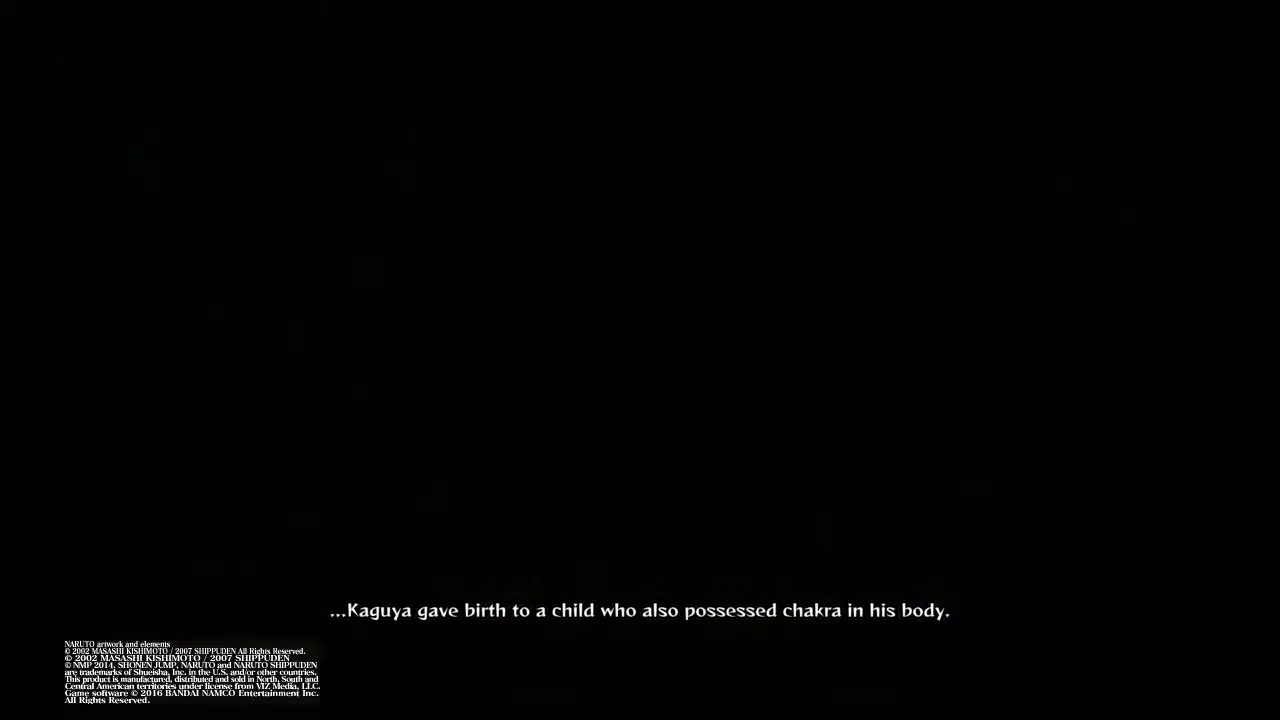 ...Kaguya gave birth to a child who also possessed chakra in his body.
NARUTO artwork and elements
© 2002 MASASHI KISHIMOTO / 2007 SHIPPUDEN All Rights Reserved.
© 2002 MASASHI KISHIMOTO / 2007 SHIPPUDEN
© NMP 2014. SHONEN JUMP, NARUTO and NARUTO SHIPPUDEN
are trademarks of Shueisha, Inc. in the U.S. and/or other countries.
This product is manufactured, distributed and sold in North, South and
Central American territories under license from VIZ Media, LLC.
Game software © 2016 BANDAI NAMCO Entertainment Inc.
All Rights Reserved.